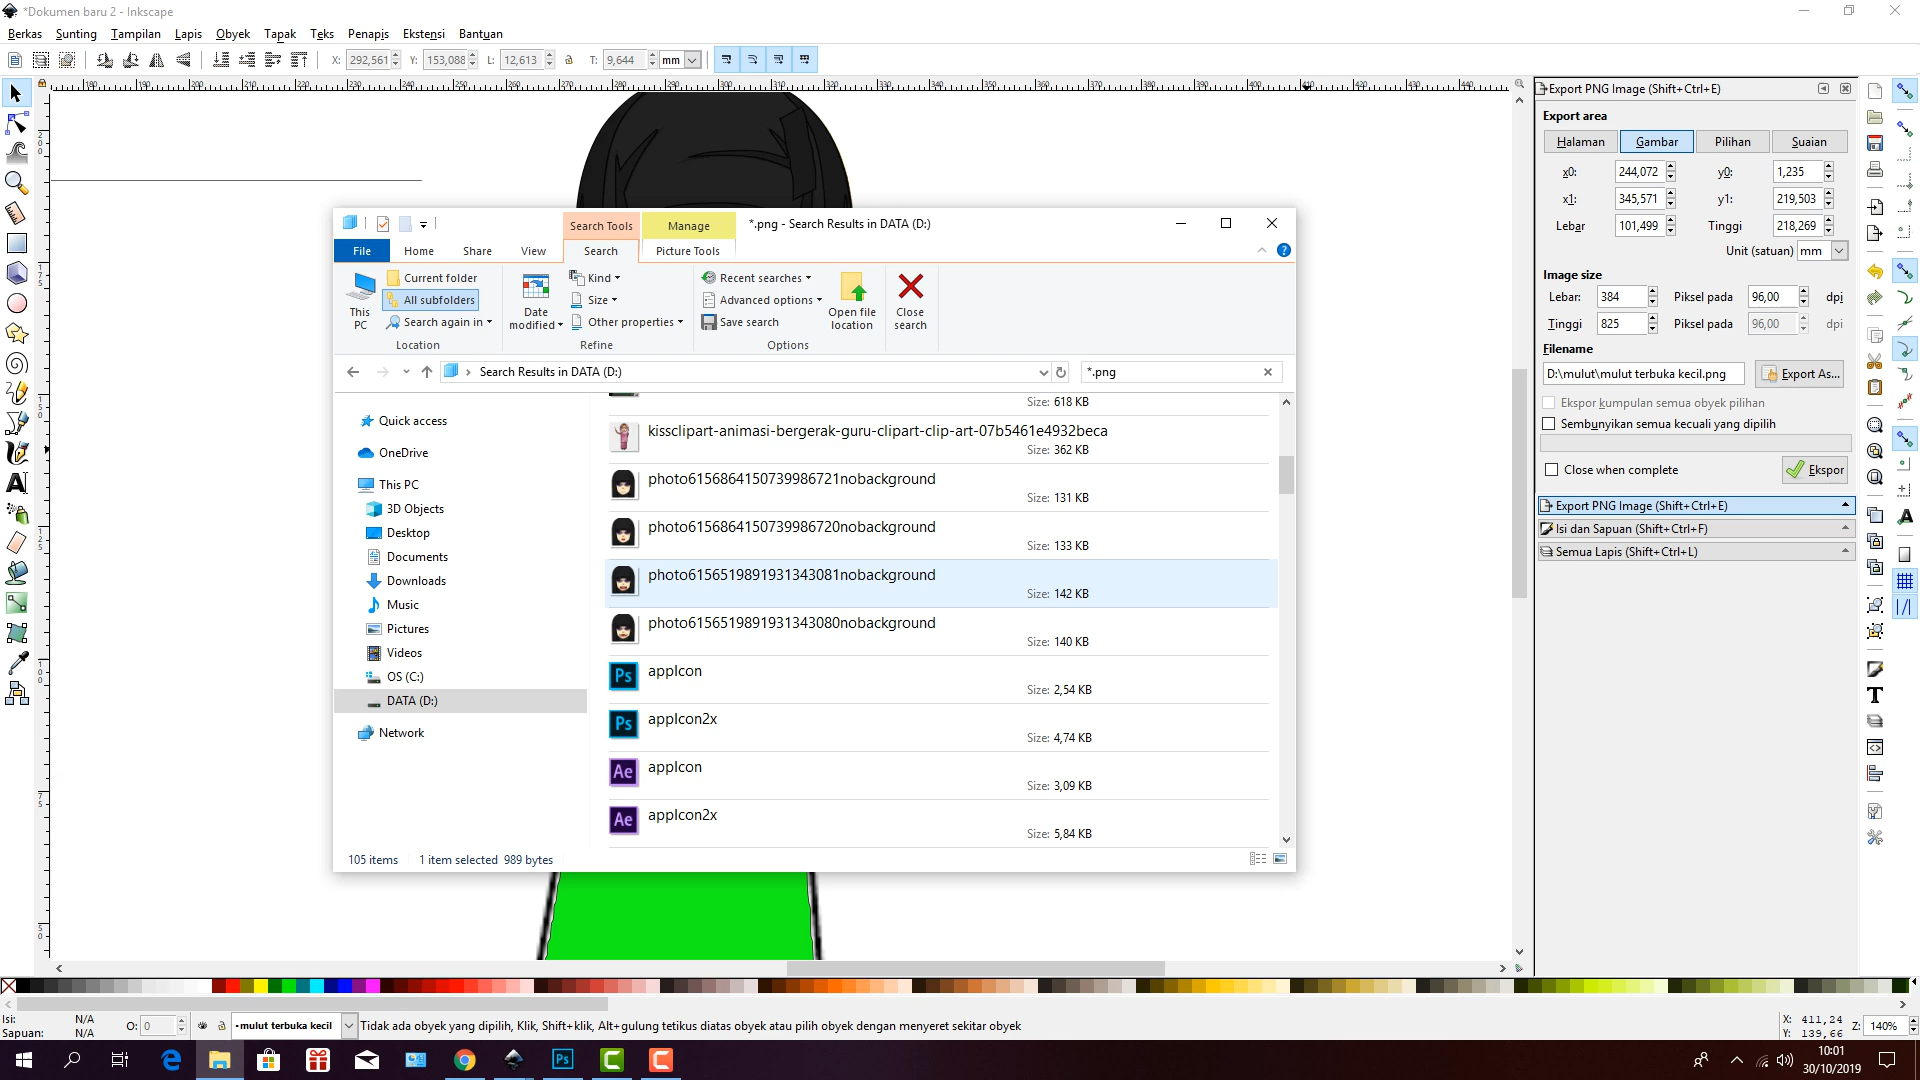 *Dokumen baru 2 - Inkscape
Berkas Sunting Tampilan Lapis Obyek Tapak Teks Penapis Ekstensi Bantuan
X: 292,561 Y: 153,088 L: 12,613 T: 9,644 mm
Export PNG Image (Shift+Ctrl+E)
Export area
Halaman Gambar Pilihan Suaian
x0: 244,072 y0: 1,235
x1: 345,571 y1: 219,503
Lebar 101,499 Tinggi 218,269
Unit (satuan) mm
Image size
Lebar: 384 Piksel pada 96,00 dpi
Tinggi 825 Piksel pada 96,00 dpi
Filename
D:\mulut\mulut terbuka kecil.png Export As...
Ekspor kumpulan semua obyek pilihan
Sembunyikan semua kecuali yang dipilih
Close when complete Ekspor
Export PNG Image (Shift+Ctrl+E)
Isi dan Sapuan (Shift+Ctrl+F)
Semua Lapis (Shift+Ctrl+L)
Search Tools Manage *.png - Search Results in DATA (D:)
File Home Share View Search Picture Tools
This PC
Current folder
All subfolders
Search again in
Location
Date modified
Kind
Size
Other properties
Refine
Recent searches
Advanced options
Save search
Open file location
Options
Close search
Search Results in DATA (D:) *.png
Quick access
OneDrive
This PC
3D Objects
Desktop
Documents
Downloads
Music
Pictures
Videos
OS (C:)
DATA (D:)
Network
Size: 618 KB
kissclipart-animasi-bergerak-guru-clipart-clip-art-07b5461e4932beca
Size: 362 KB
photo6156864150739986721nobackground
Size: 131 KB
photo6156864150739986720nobackground
Size: 133 KB
photo6156519891931343081nobackground
Size: 142 KB
photo6156519891931343080nobackground
Size: 140 KB
Ps appIcon
Size: 2,54 KB
Ps appIcon2x
Size: 4,74 KB
Ae appIcon
Size: 3,09 KB
Ae appIcon2x
Size: 5,84 KB
105 items 1 item selected 989 bytes
Isi: N/A
Sapuan: N/A
O: 0
•mulut terbuka kecil
Tidak ada obyek yang dipilih, Klik, Shift+klik, Alt+gulung tetikus diatas obyek atau pilih obyek dengan menyeret sekitar obyek
X: 411,24
Y: 139,66
Z: 140%
Ps
10:01
30/10/2019